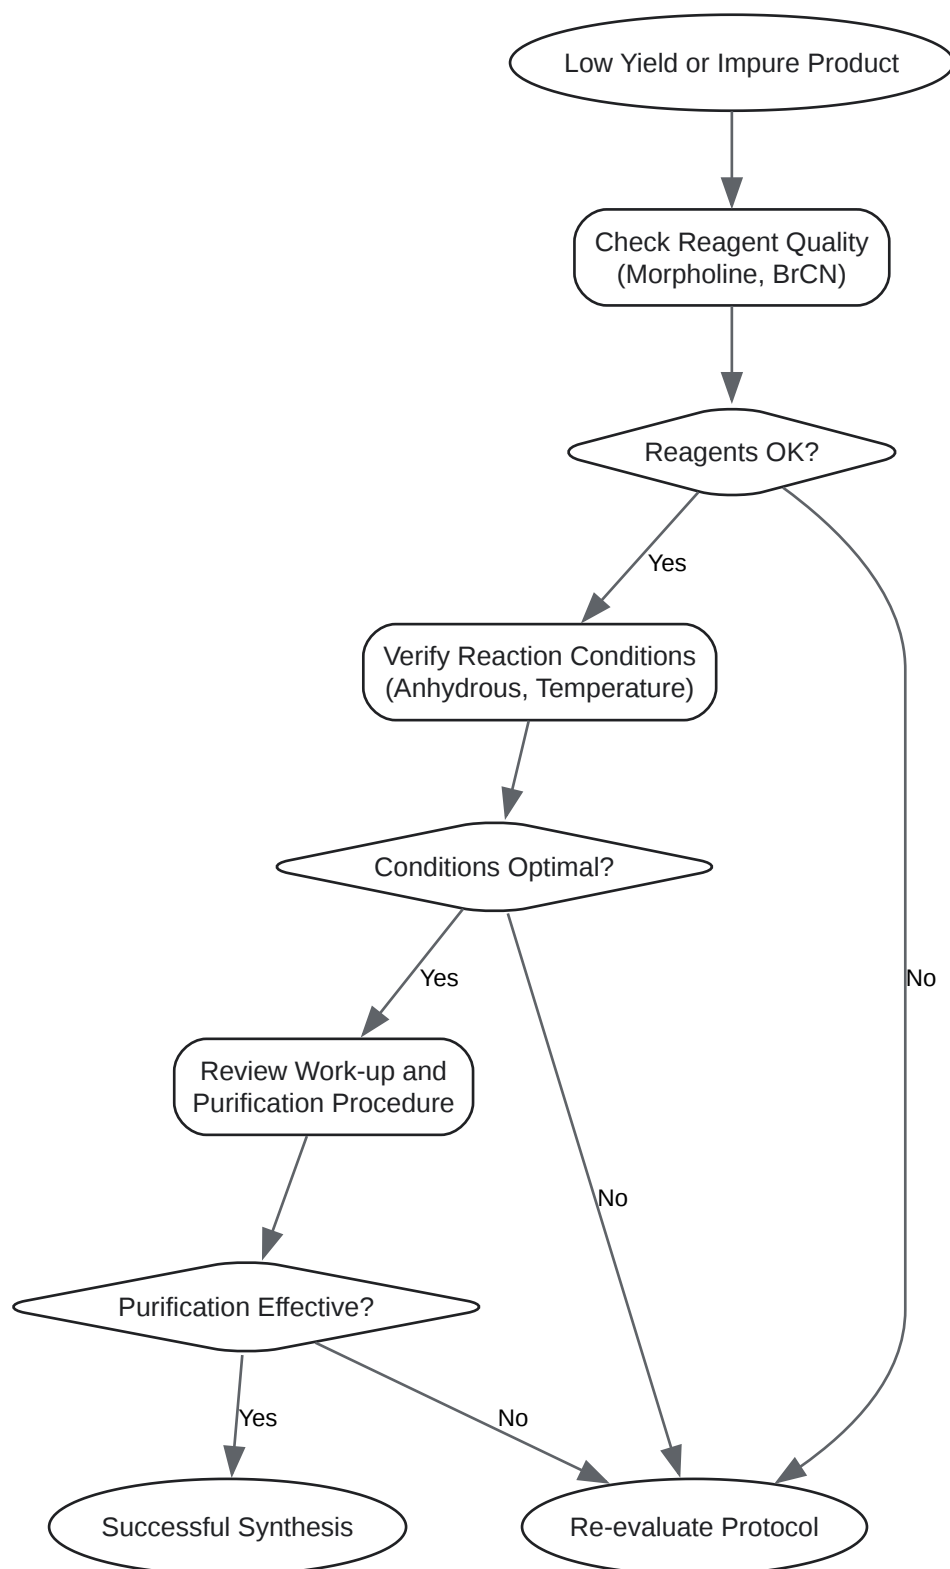 Low Yield or Impure Product
Check Reagent Quality
(Morpholine, BrCN)
Reagents OK?
Yes
Verify Reaction Conditions
(Anhydrous, Temperature)
Conditions Optimal?
Yes
No
Review Work-up and
Purification Procedure
No
Purification Effective?
Yes
No
Successful Synthesis
Re-evaluate Protocol